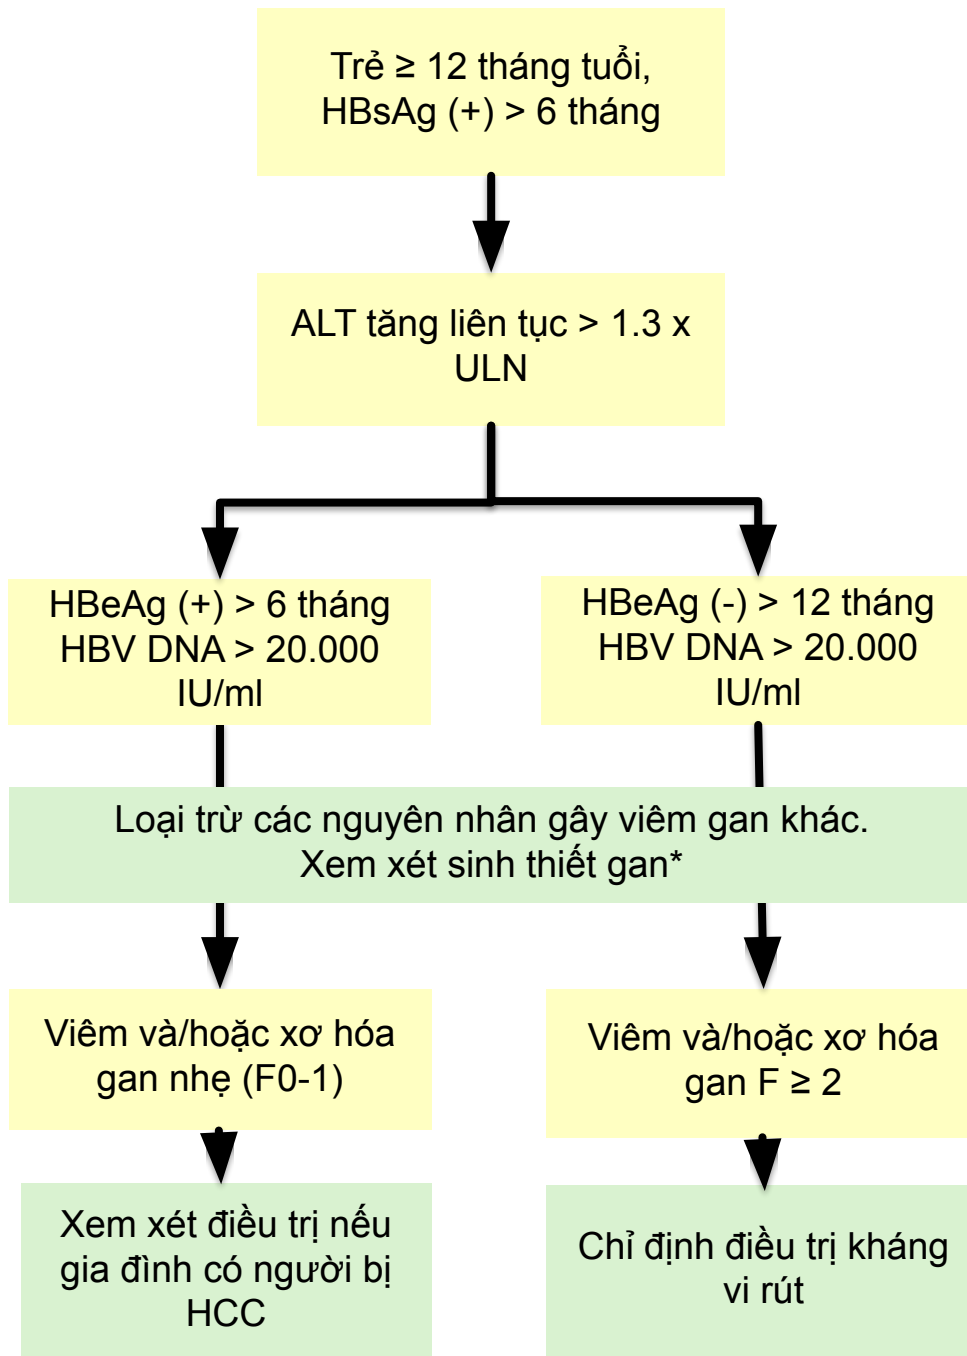 Trẻ ≥ 12 tháng tuổi,
HBsAg (+) > 6 tháng
ALT tăng liên tục > 1.3 x
ULN
HBeAg (+) > 6 tháng
HBV DNA > 20.000
IU/ml
HBeAg (-) > 12 tháng
HBV DNA > 20.000
IU/ml
Loại trừ các nguyên nhân gây viêm gan khác.
Xem xét sinh thiết gan*
Viêm và/hoặc xơ hóa
gan nhẹ (F0-1)
Viêm và/hoặc xơ hóa
gan F ≥ 2
Xem xét điều trị nếu
gia đình có người bị
HCC
Chỉ định điều trị kháng
vi rút